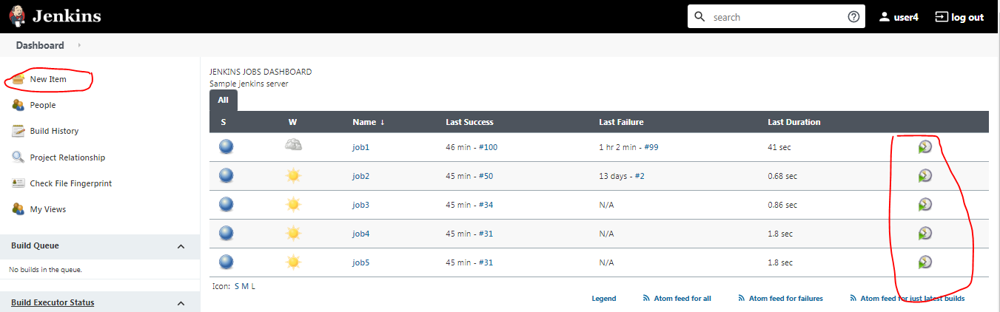 Jenkins
search
user4
log out
Dashboard
New Item
People
Build History
Project Relationship
Check File Fingerprint
My Views
Build Queue
No builds in the queue.
Build Executor Status
JENKINS JOBS DASHBOARD
Sample jenkins server
All
S W Name ↓ Last Success Last Failure Last Duration
job1 46 min - #100 1 hr 2 min - #99 41 sec
job2 45 min - #50 13 days - #2 0.68 sec
job3 45 min - #34 N/A 0.86 sec
job4 45 min - #31 N/A 1.8 sec
job5 45 min - #31 N/A 1.8 sec
Icon: S M L
Legend Atom feed for all Atom feed for failures Atom feed for just latest builds